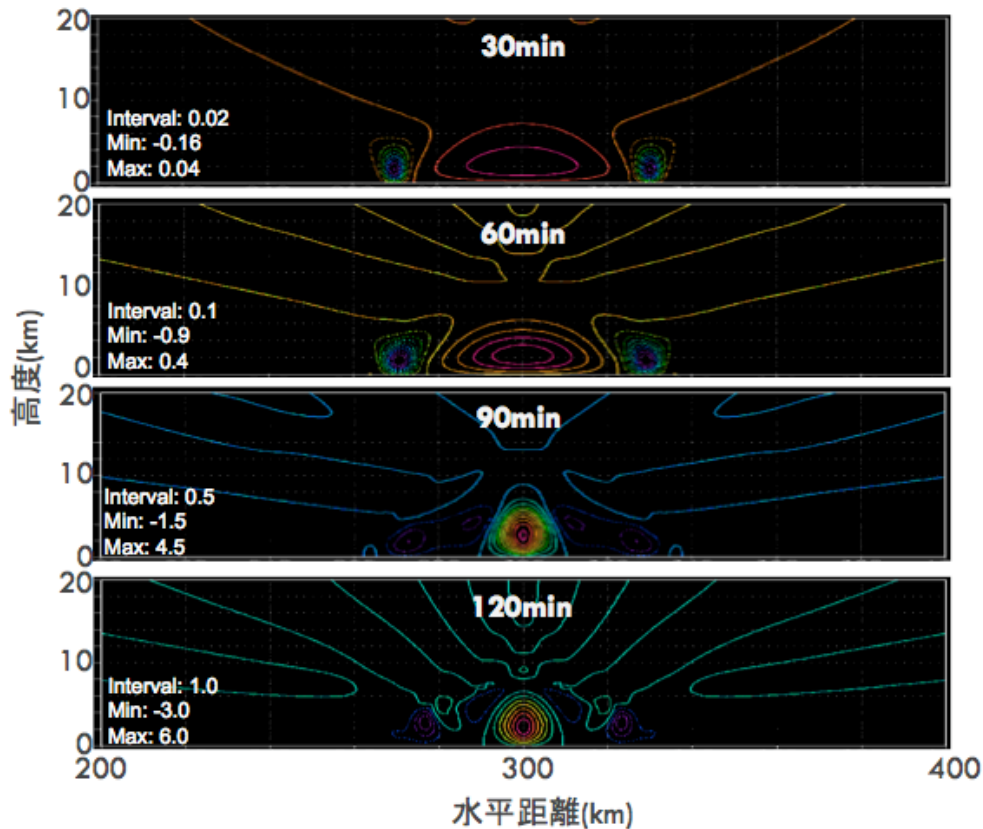 20
10
0
30min
Interval: 0.02
Min: -0.16
Max: 0.04
20
10
0
60min
Interval: 0.1
Min: -0.9
Max: 0.4
20
10
0
90min
Interval: 0.5
Min: -1.5
Max: 4.5
20
10
0
120min
Interval: 1.0
Min: -3.0
Max: 6.0
200
300
400
高度(km)
水平距離(km)